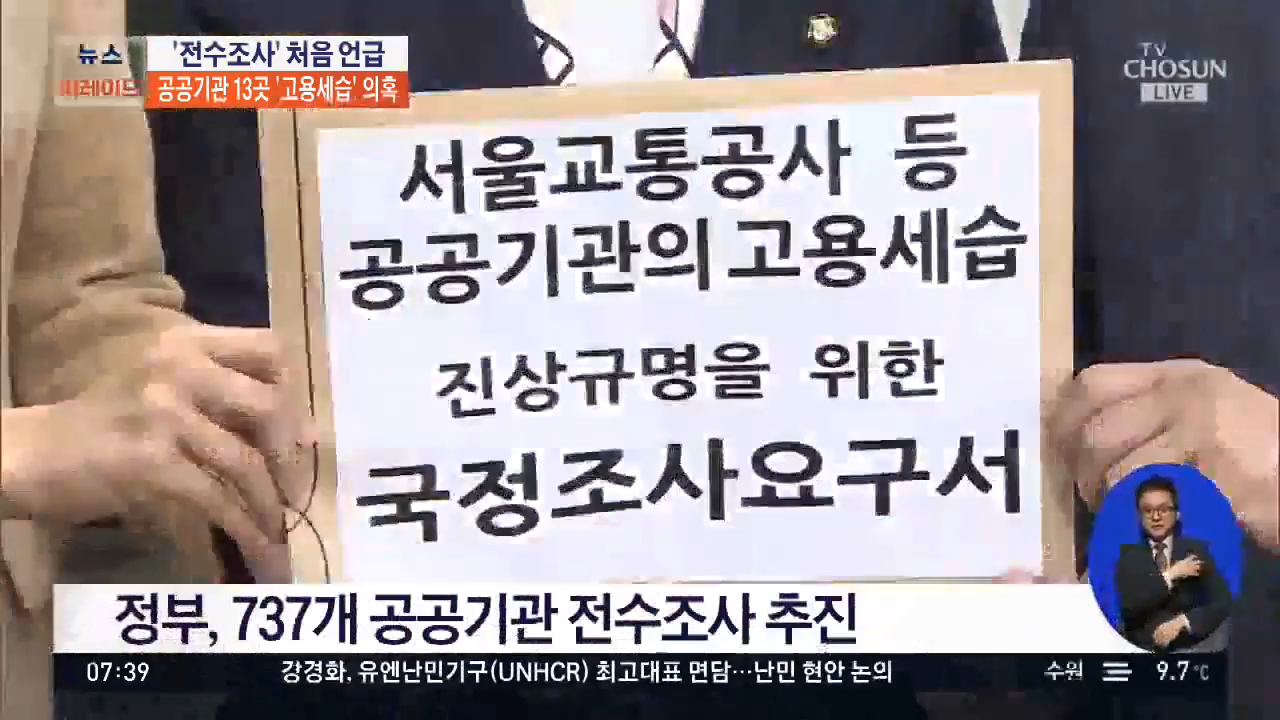 뉴스
퍼레이드
'전수조사' 처음 언급
공공기관 13곳 '고용세습' 의혹
TV
CHOSUN
LIVE
서울교통공사 등
공공기관의 고용세습
진상규명을 위한
국정조사요구서
정부, 737개 공공기관 전수조사 추진
07:39 강경화, 유엔난민기구(UNHCR) 최고대표 면담…난민 현안 논의 수원 9.7℃